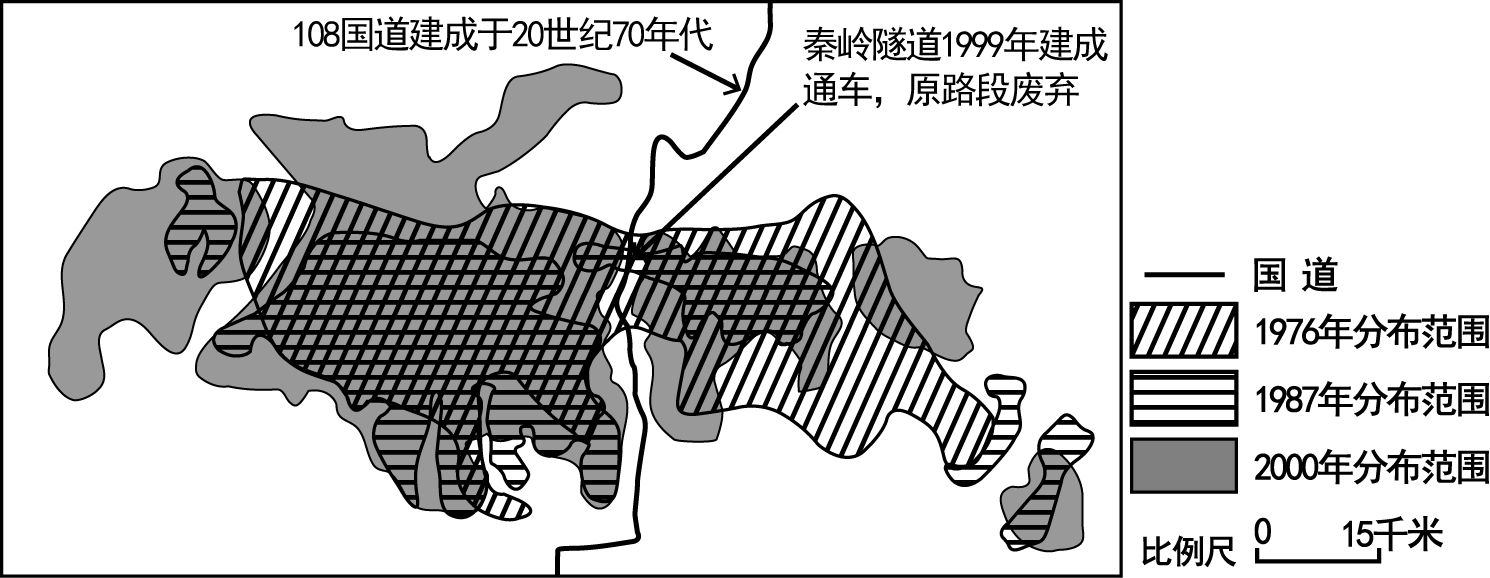 108国道建成于20世纪70年代
秦岭隧道1999年建成
通车，原路段废弃
国 道
1976年分布范围
1987年分布范围
2000年分布范围
比例尺 0 15千米